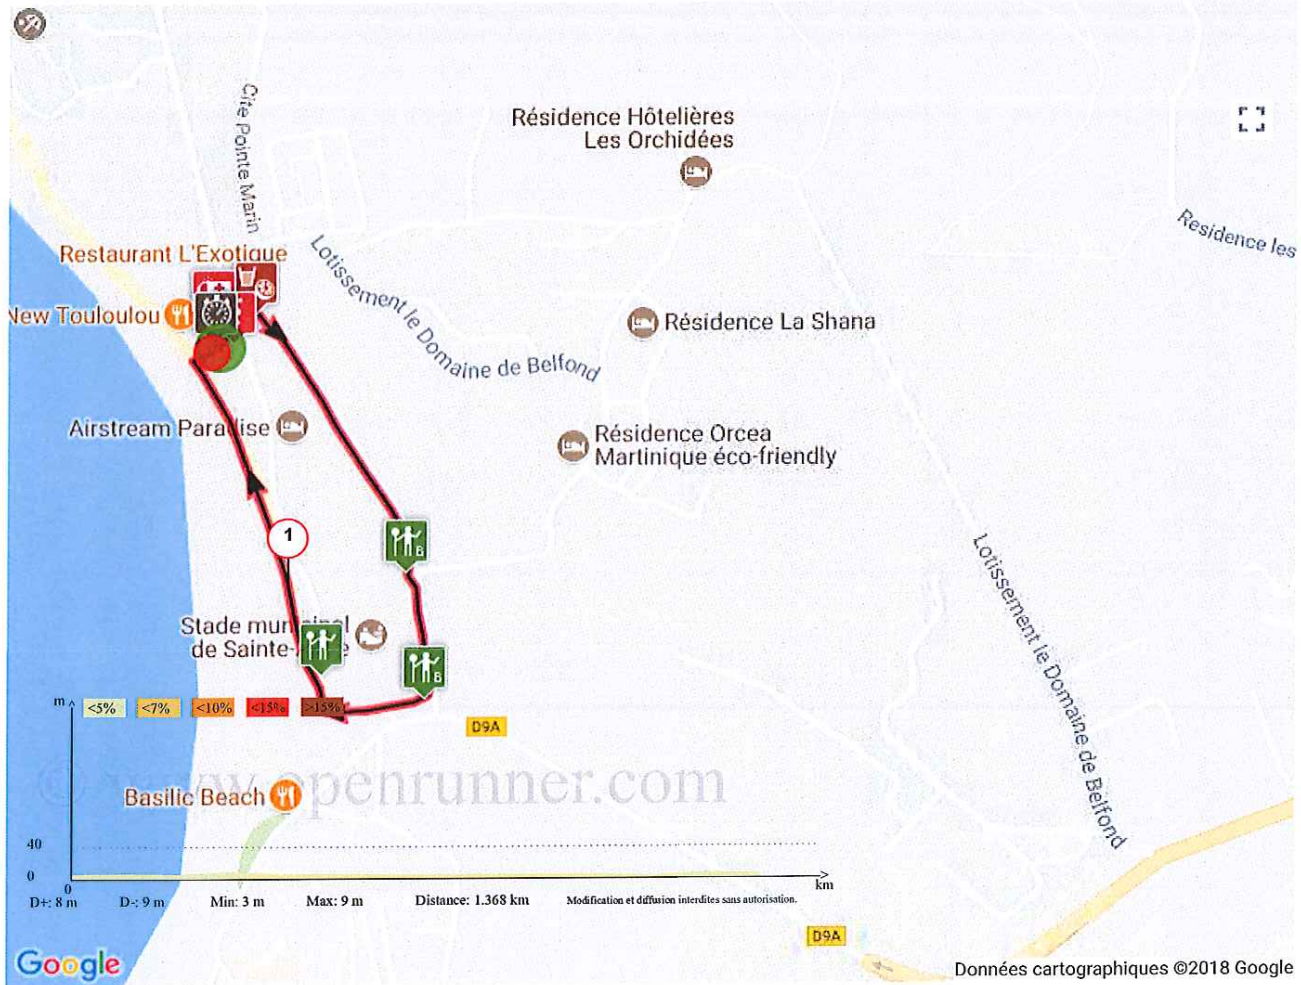 Cite Pointe Marin
Résidence Hôtelières
Les Orchidées
Residence les
Restaurant L'Exotique
Lotissement le Domaine de Belfond
New Touloulou
Résidence La Shana
Airstream Paradise
Résidence Orcea
Martinique éco-friendly
1
B
Lotissement le Domaine de Belfond
Stade municipal
de Sainte-
B
m
<5%
<7%
<10%
<15%
>15%
D9A
© www.openrunner.com
Basilic Beach
40
0
0
km
D+: 8 m
D-: 9 m
Min: 3 m
Max: 9 m
Distance: 1.368 km
Modification et diffusion interdites sans autorisation.
D9A
Google
Données cartographiques ©2018 Google